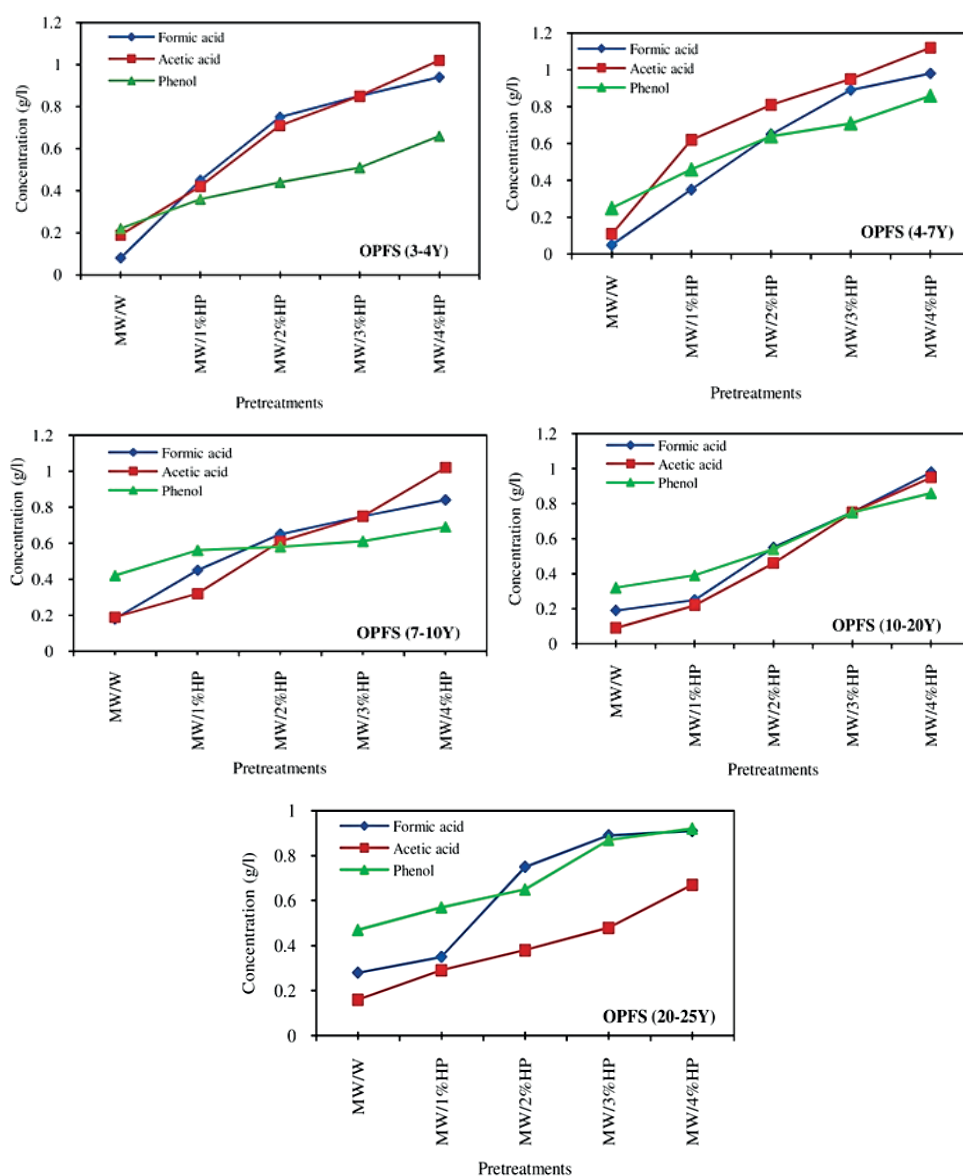 1.2
1
0.8
0.6
0.4
0.2
0
Concentration (g/l)
Formic acid
Acetic acid
Phenol
OPFS (3-4Y)
MW/W
MW/1%HP
MW/2%HP
MW/3%HP
MW/4%HP
Pretreatments
1.2
1
0.8
0.6
0.4
0.2
0
Concentration (g/l)
Formic acid
Acetic acid
Phenol
OPFS (4-7Y)
MW/W
MW/1%HP
MW/2%HP
MW/3%HP
MW/4%HP
Pretreatments
1.2
1
0.8
0.6
0.4
0.2
0
Concentration (g/l)
Formic acid
Acetic acid
Phenol
OPFS (7-10Y)
MW/W
MW/1%HP
MW/2%HP
MW/3%HP
MW/4%HP
Pretreatments
1.2
1
0.8
0.6
0.4
0.2
0
Concentration (g/l)
Formic acid
Acetic acid
Phenol
OPFS (10-20Y)
MW/W
MW/1%HP
MW/2%HP
MW/3%HP
MW/4%HP
Pretreatments
1
0.8
0.6
0.4
0.2
0
Concentration (g/l)
Formic acid
Acetic acid
Phenol
OPFS (20-25Y)
MW/W
MW/1%HP
MW/2%HP
MW/3%HP
MW/4%HP
Pretreatments